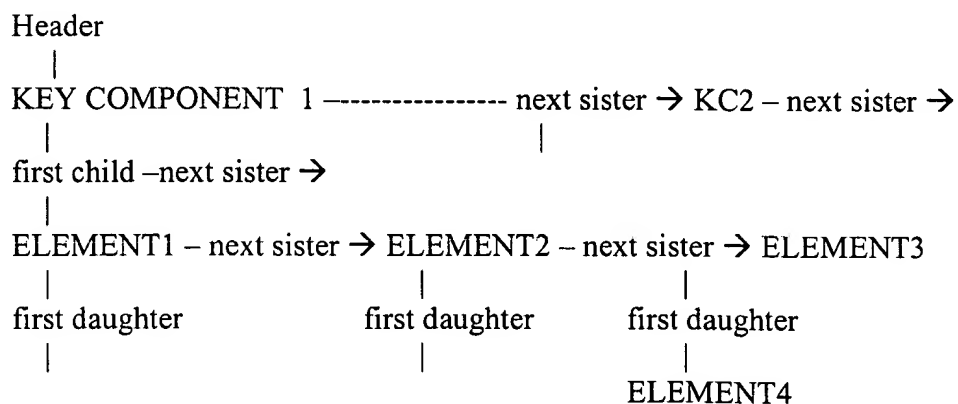 Header
|
KEY COMPONENT 1 ----------------- next sister → KC2 – next sister →
| |
first child –next sister →
|
ELEMENT1 – next sister → ELEMENT2 – next sister → ELEMENT3
| | |
first daughter first daughter first daughter
| | |
ELEMENT4